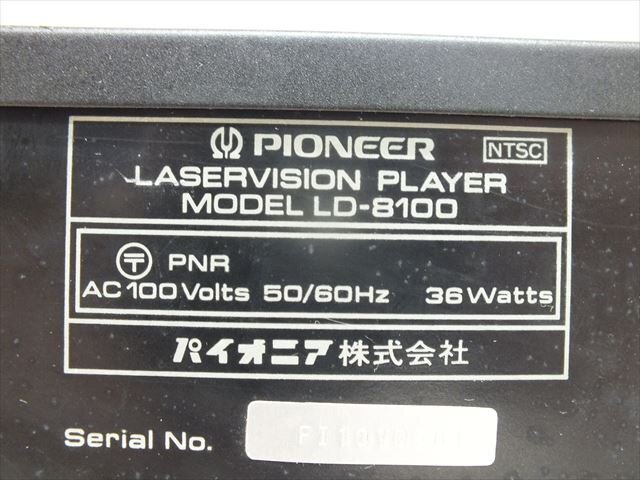 PIONEER NTSC
LASERVISION PLAYER
MODEL LD-8100
〒 PNR
AC 100 Volts 50/60Hz 36 Watts
パイオニア株式会社
Serial No.